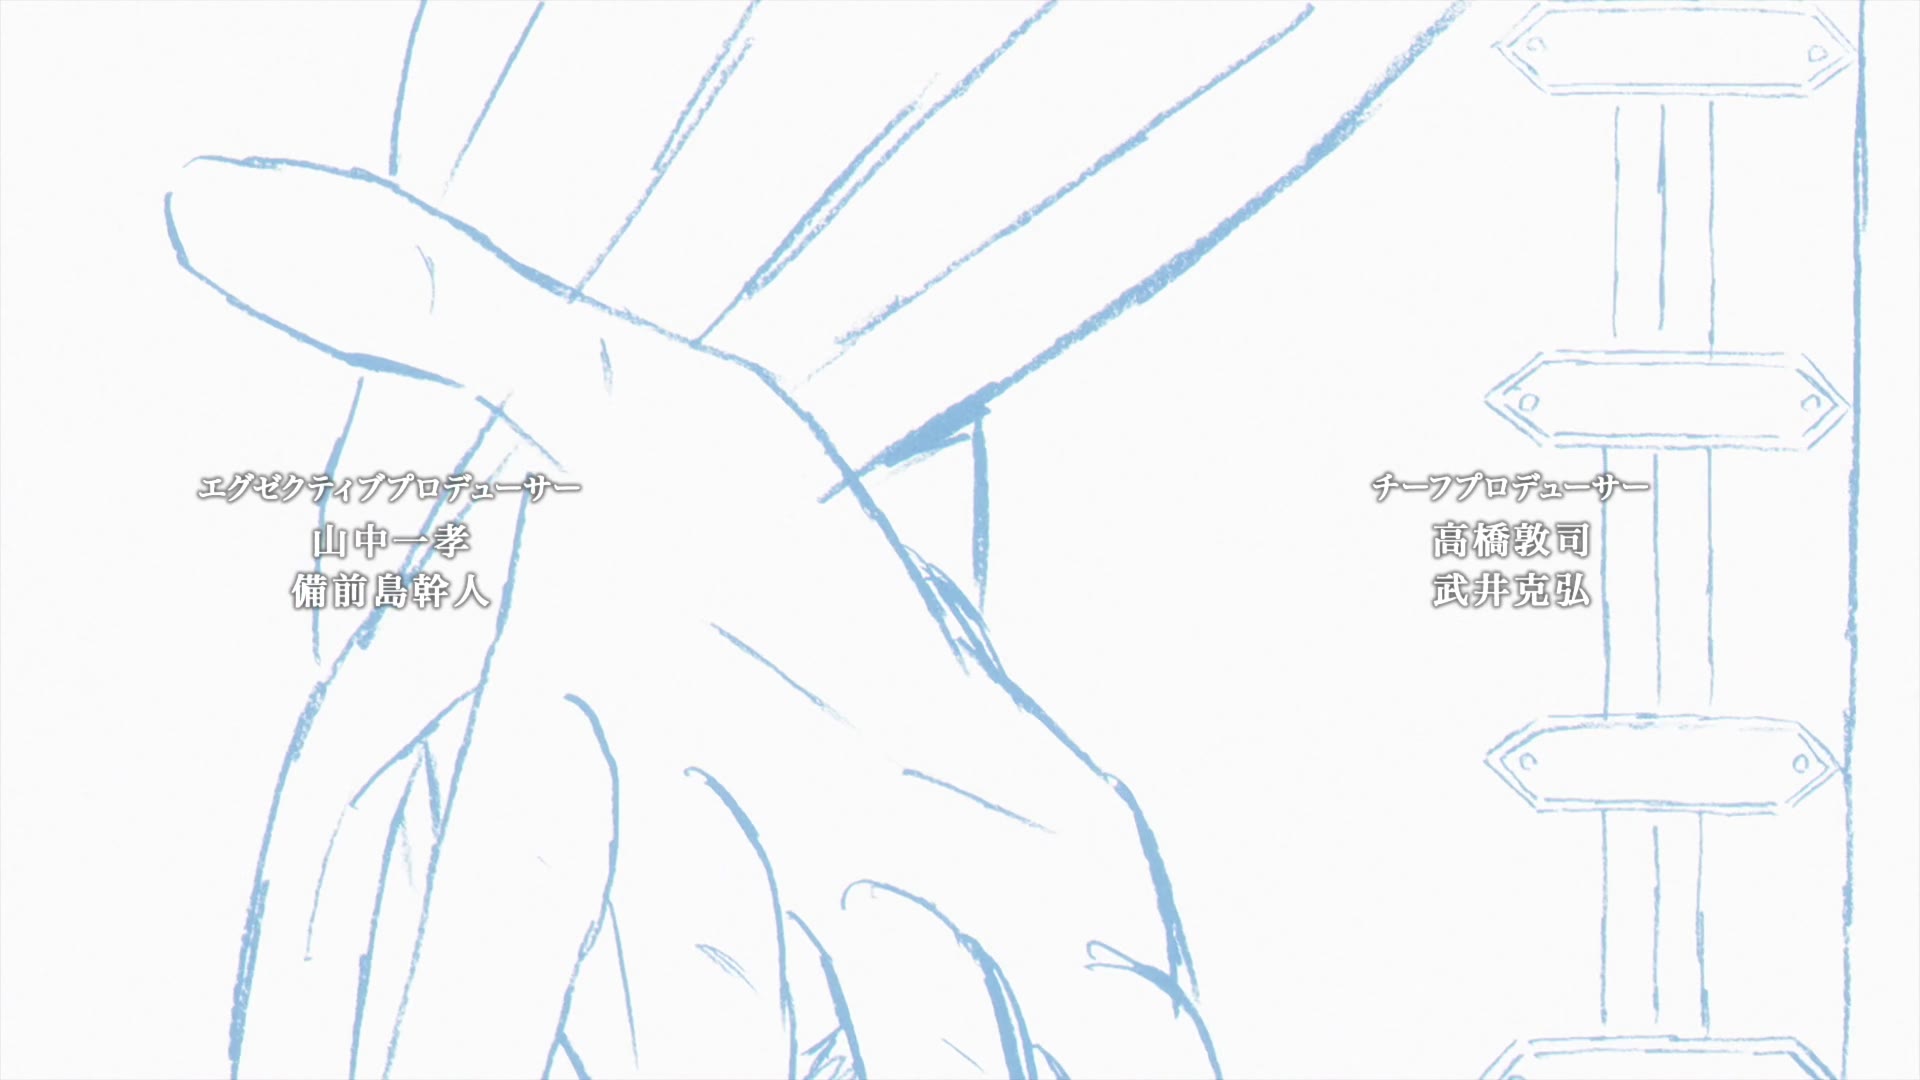 エグゼクティブプロデューサー
山中一孝
備前島幹人
チーフプロデューサー
高橋敦司
武井克弘